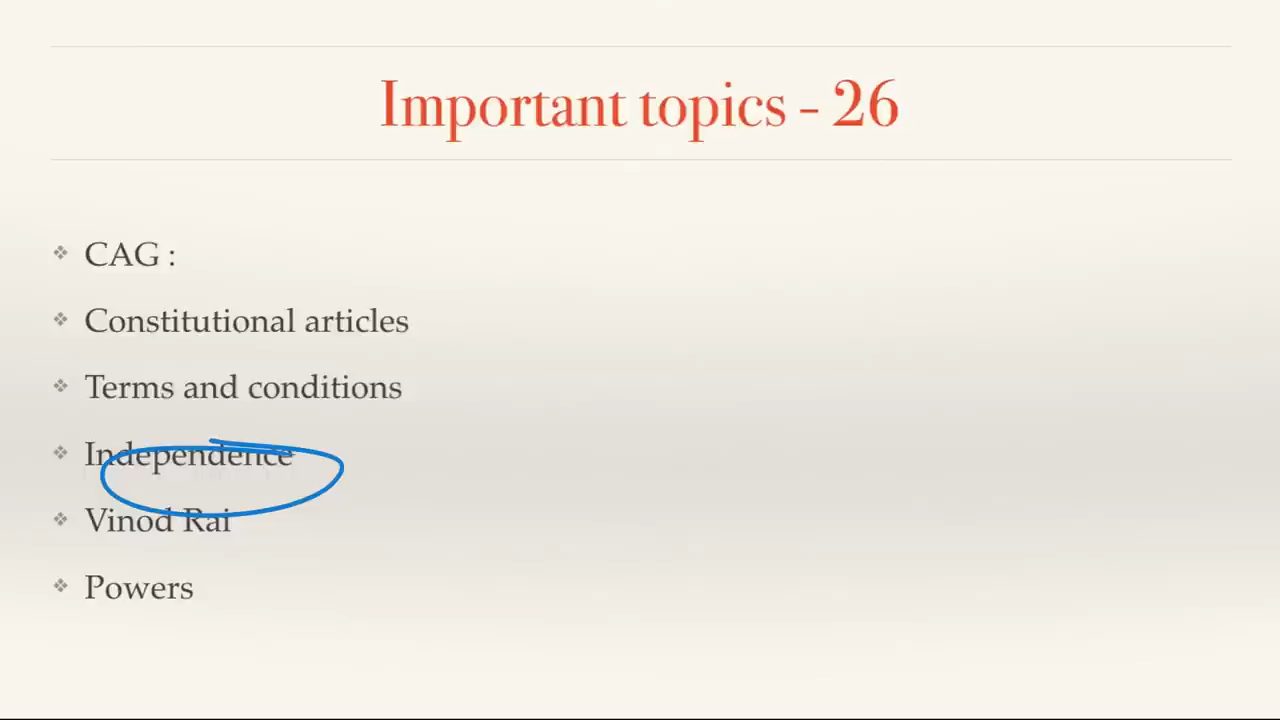 Important topics - 26
CAG :
Constitutional articles
Terms and conditions
Independence
Vinod Rai
Powers